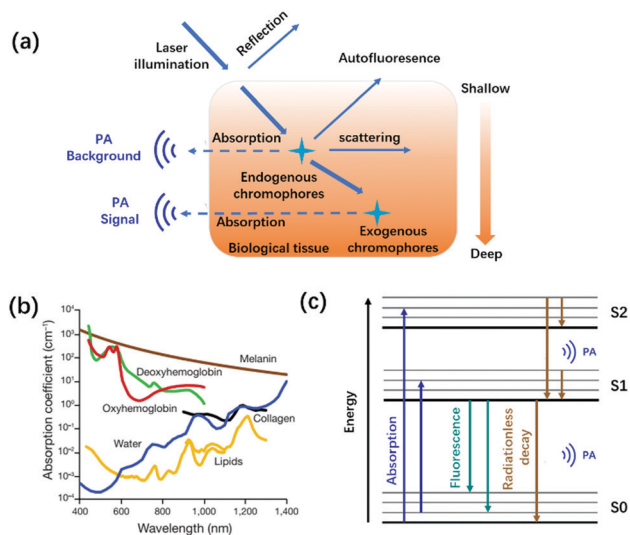 (a)
Laser
illumination
Reflection
Autofluoresence
Shallow
PA
Background
Absorption
scattering
Endogenous
chromophores
PA
Signal
Absorption
Exogenous
chromophores
Biological tissue
Deep
(b)
Absorption coefficient (cm⁻¹)
10⁴
10³
10²
10¹
10⁰
10⁻¹
10⁻²
10⁻³
10⁻⁴
Melanin
Deoxyhemoglobin
Oxyhemoglobin
Collagen
Water
Lipids
400
600
800
1,000
1,200
1,400
Wavelength (nm)
(c)
Energy
S2
PA
S1
Absorption
Fluorescence
Radiationless
decay
PA
S0